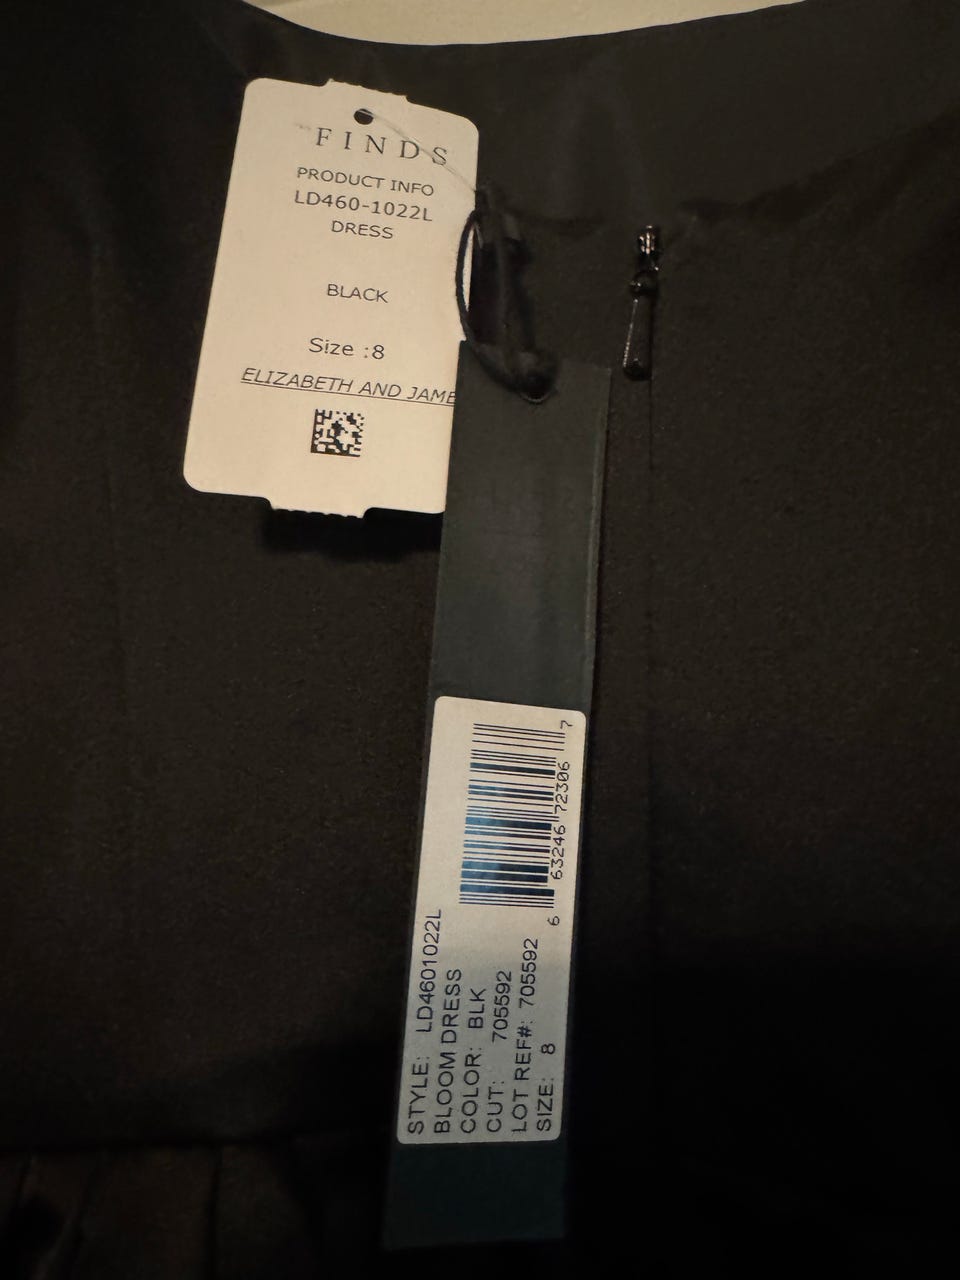 FINDS
PRODUCT INFO
LD460-1022L
DRESS
BLACK
Size :8
ELIZABETH AND JAME
6 63246 72306 7
STYLE: LD4601022L
BLOOM DRESS
COLOR: BLK
CUT: 705592
LOT REF#: 705592
SIZE: 8